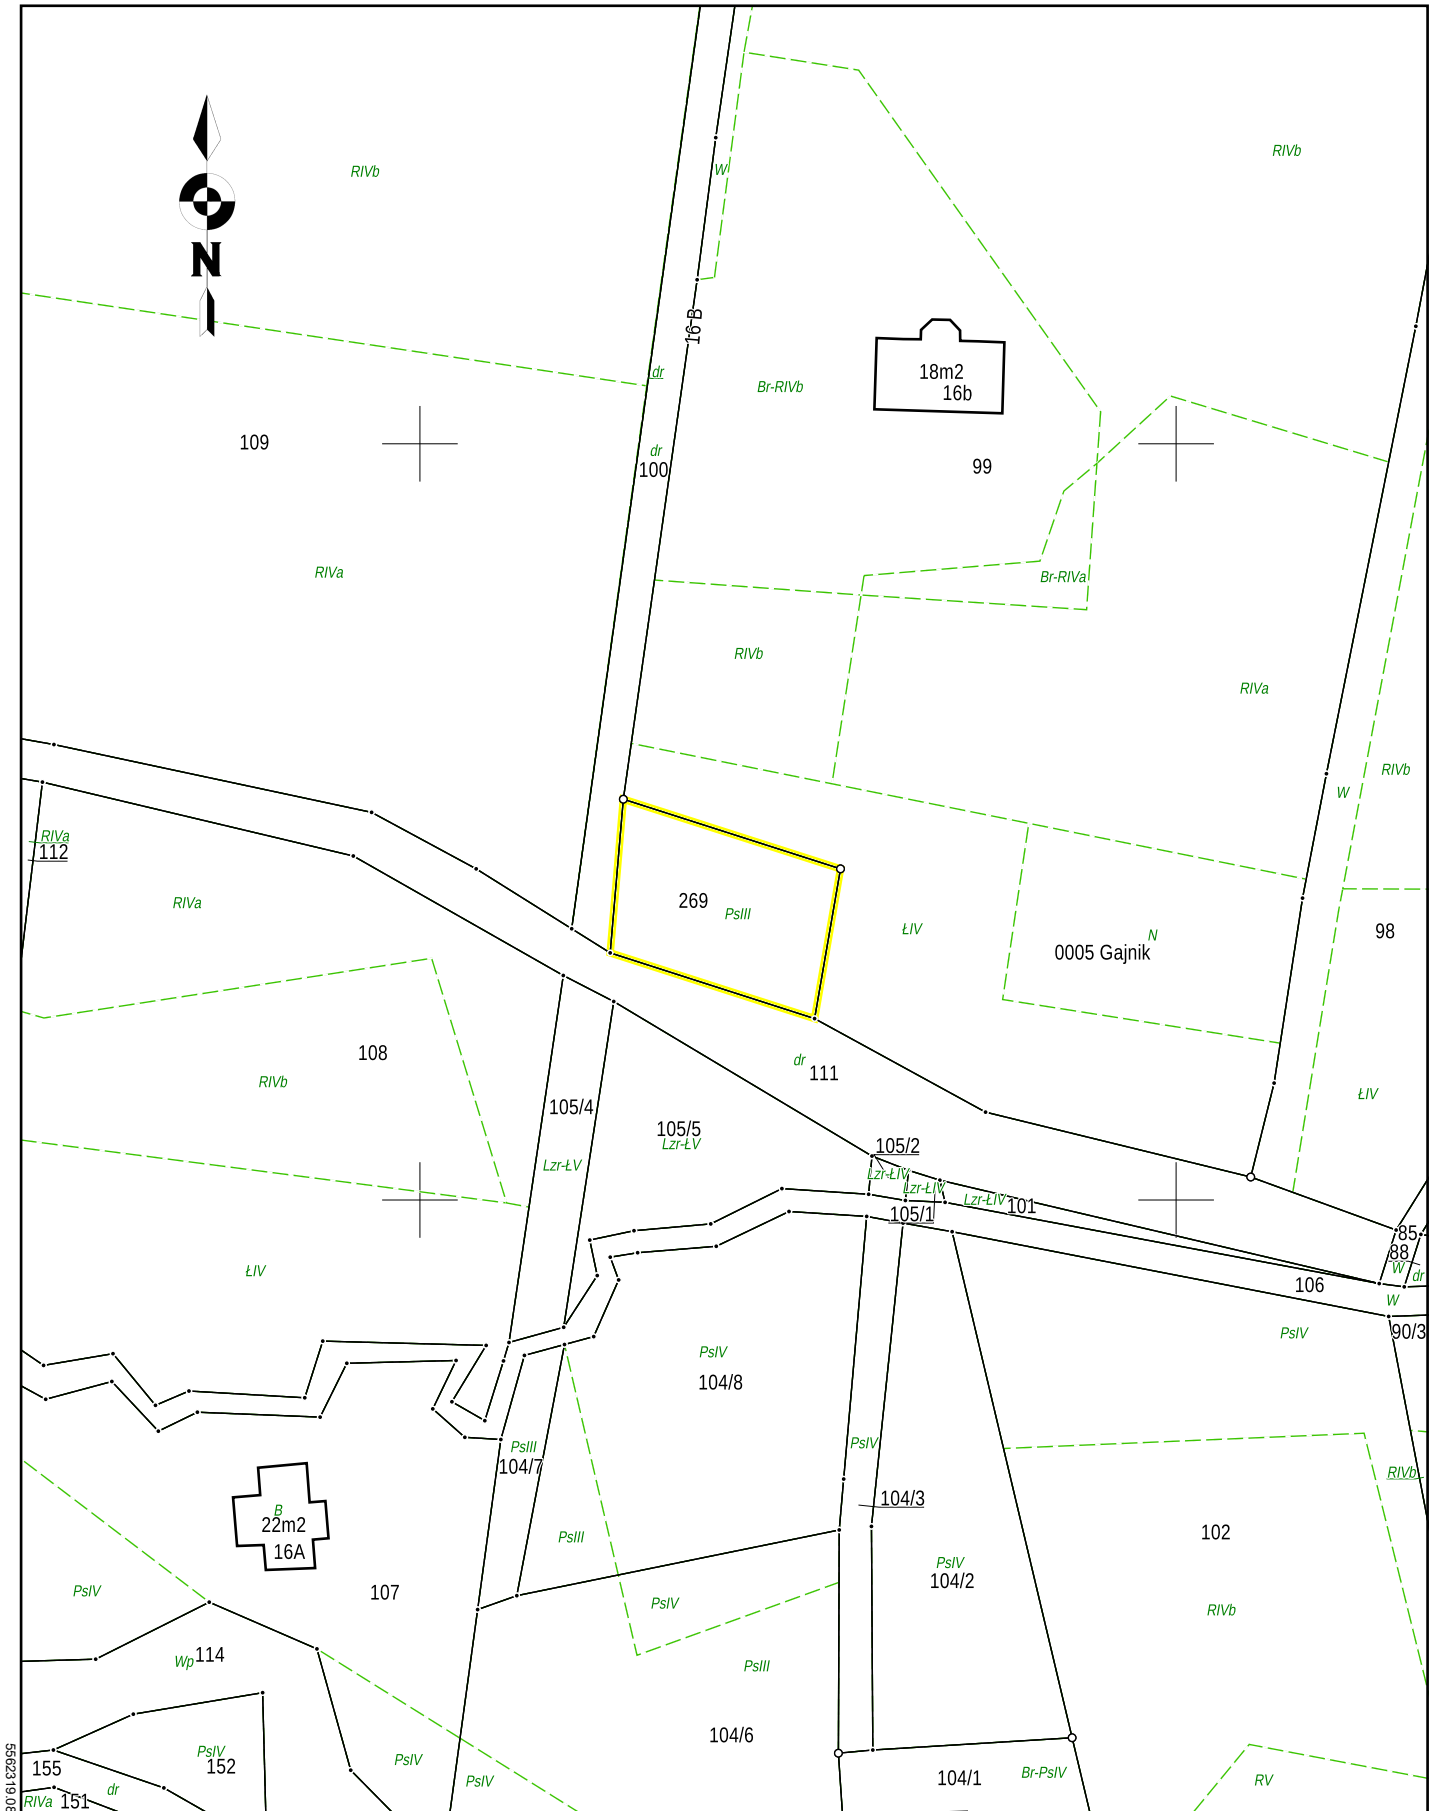 RIVb
W
RIVb
N
16 B
dr
Br-RIVb
18m2
16b
109
dr
100
99
RIVa
Br-RIVa
RIVb
RIVa
RIVb
W
RIVa
112
RIVa
269
PsIII
ŁIV
N
0005 Gajnik
98
108
RIVb
dr
111
ŁIV
105/4
105/5
Lzr-ŁV
105/2
Lzr-ŁV
Lzr-ŁIV
Lzr-ŁIV
Lzr-ŁIV
101
105/1
85
88
W
dr
ŁIV
106
W
PsIV
90/3
PsIV
104/8
PsIV
PsIII
104/7
RIVb
104/3
B
22m2
16A
PsIII
102
PsIV
104/2
PsIV
107
PsIV
RIVb
114
Wp
PsIII
104/6
PsIV
152
155
PsIV
PsIV
104/1
Br-PsIV
RV
dr
RIVa
151